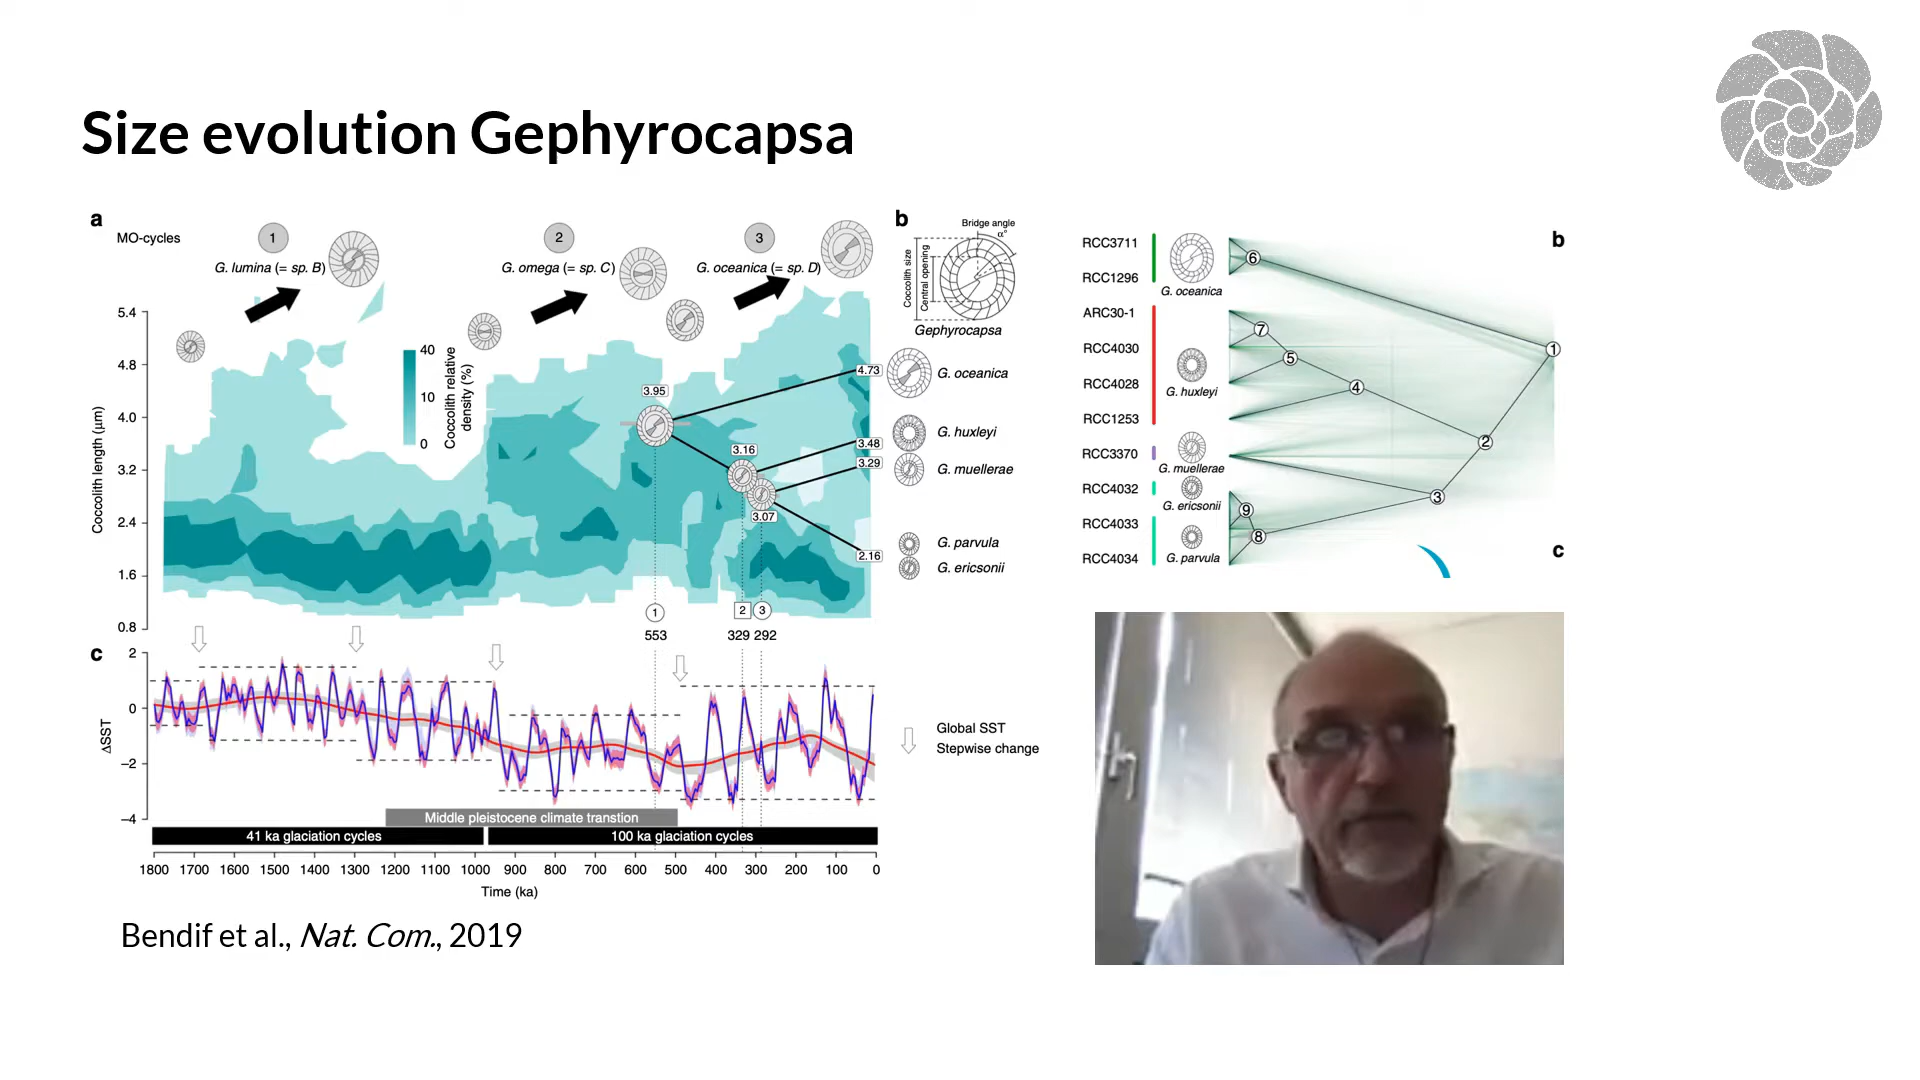 Size evolution Gephyrocapsa
a
MO-cycles
1
2
3
G. lumina (= sp. B)
G. omega (= sp. C)
G. oceanica (= sp. D)
5.4
4.8
4.0
3.2
2.4
1.6
0.8
Coccolith length (μm)
40
10
0
Coccolith relative
density (%)
3.95
3.16
3.07
4.73
3.48
3.29
2.16
1
2
3
553
329
292
b
Bridge angle
α°
Coccolith size
Central opening
Gephyrocapsa
G. oceanica
G. huxleyi
G. muellerae
G. parvula
G. ericsonii
c
2
0
−2
−4
ΔSST
Global SST
Stepwise change
Middle pleistocene climate transtion
41 ka glaciation cycles
100 ka glaciation cycles
1800 1700 1600 1500 1400 1300 1200 1100 1000 900 800 700 600 500 400 300 200 100 0
Time (ka)
RCC3711
RCC1296
G. oceanica
ARC30-1
RCC4030
RCC4028
RCC1253
G. huxleyi
RCC3370
G. muellerae
RCC4032
G. ericsonii
RCC4033
RCC4034
G. parvula
6
7
5
4
1
2
3
9
8
b
c
Bendif et al., Nat. Com., 2019